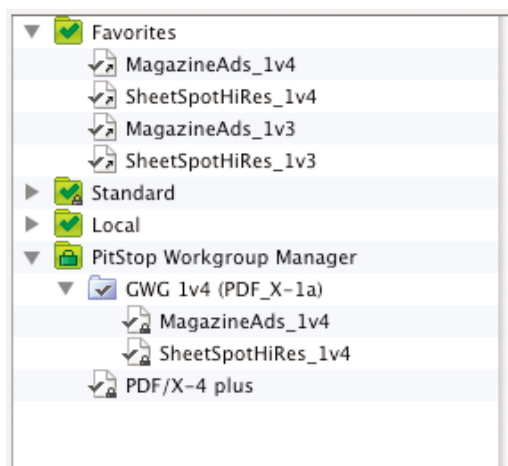 Favorites
MagazineAds_1v4
SheetSpotHiRes_1v4
MagazineAds_1v3
SheetSpotHiRes_1v3
Standard
Local
PitStop Workgroup Manager
GWG 1v4 (PDF_X-1a)
MagazineAds_1v4
SheetSpotHiRes_1v4
PDF/X-4 plus